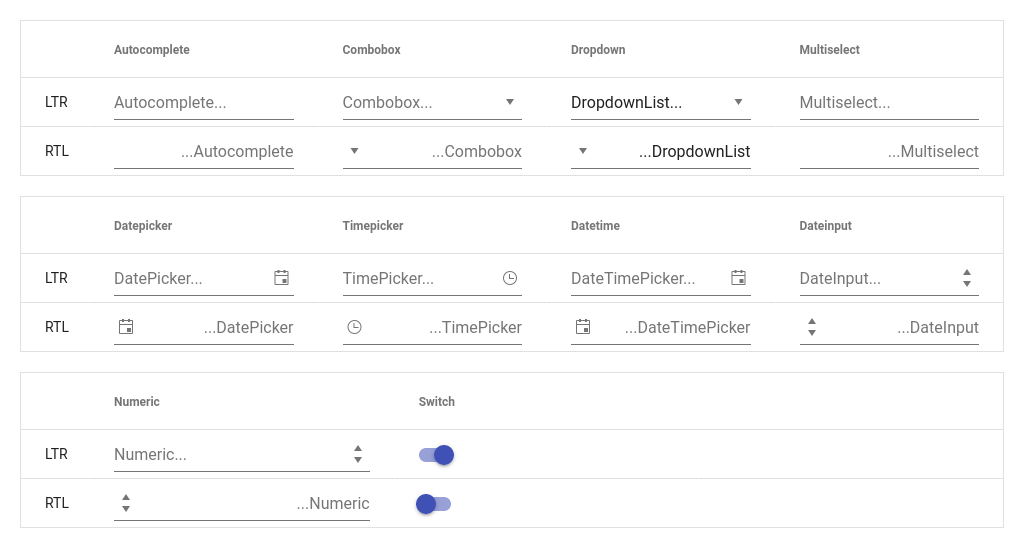 Autocomplete Combobox Dropdown Multiselect
LTR Autocomplete... Combobox... DropdownList... Multiselect...
RTL ...Autocomplete ...Combobox ...DropdownList ...Multiselect
Datepicker Timepicker Datetime Dateinput
LTR DatePicker... TimePicker... DateTimePicker... DateInput...
RTL ...DatePicker ...TimePicker ...DateTimePicker ...DateInput
Numeric Switch
LTR Numeric...
RTL ...Numeric